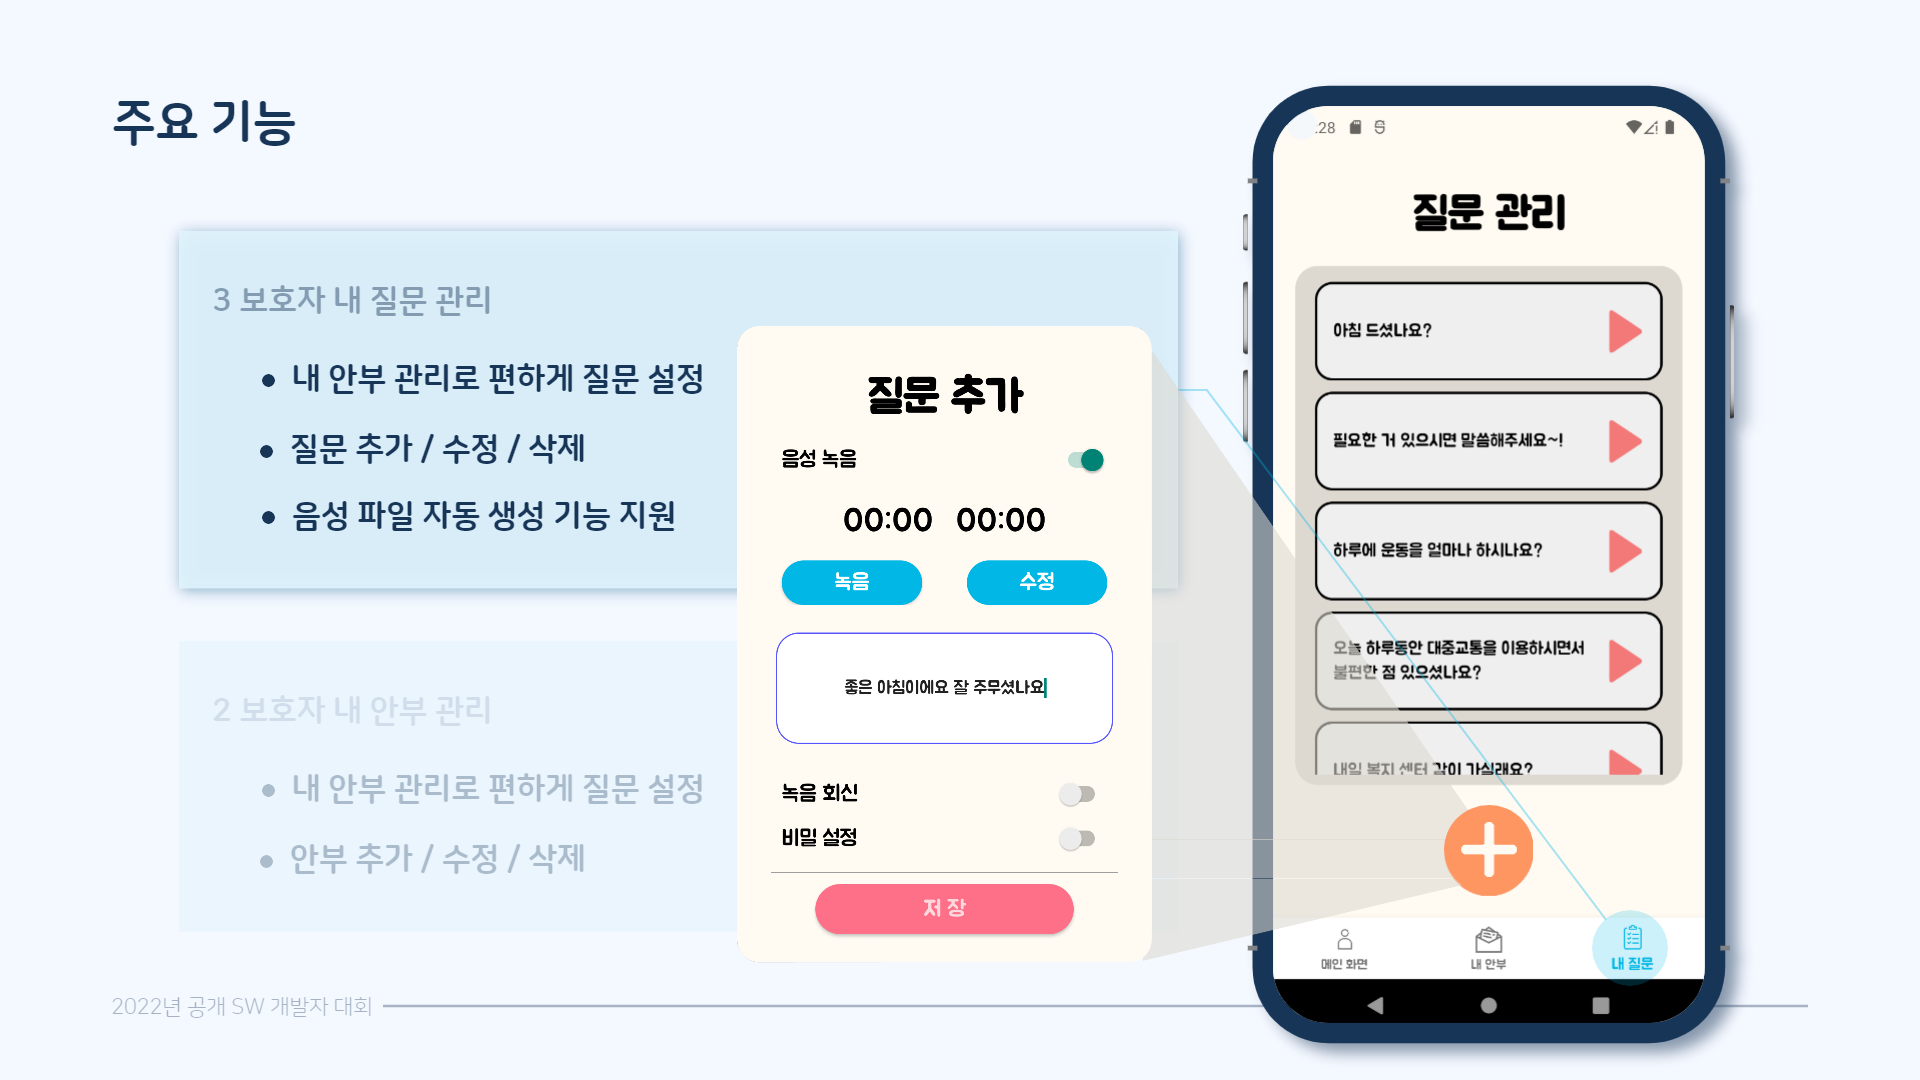 주요 기능
3 보호자 내 질문 관리
● 내 안부 관리로 편하게 질문 설정
● 질문 추가 / 수정 / 삭제
● 음성 파일 자동 생성 기능 지원
2 보호자 내 안부 관리
● 내 안부 관리로 편하게 질문 설정
● 안부 추가 / 수정 / 삭제
질문 추가
음성 녹음
00:00 00:00
녹음 수정
좋은 아침이에요 잘 주무셨나요
녹음 회신
비밀 설정
저 장
:28
질문 관리
아침 드셨나요?
필요한 거 있으시면 말씀해주세요~!
하루에 운동을 얼마나 하시나요?
오늘 하루동안 대중교통을 이용하시면서
불편한 점 있으셨나요?
내일 복지 센터 같이 가실래요?
메인 화면 내 안부 내 질문
2022년 공개 SW 개발자 대회